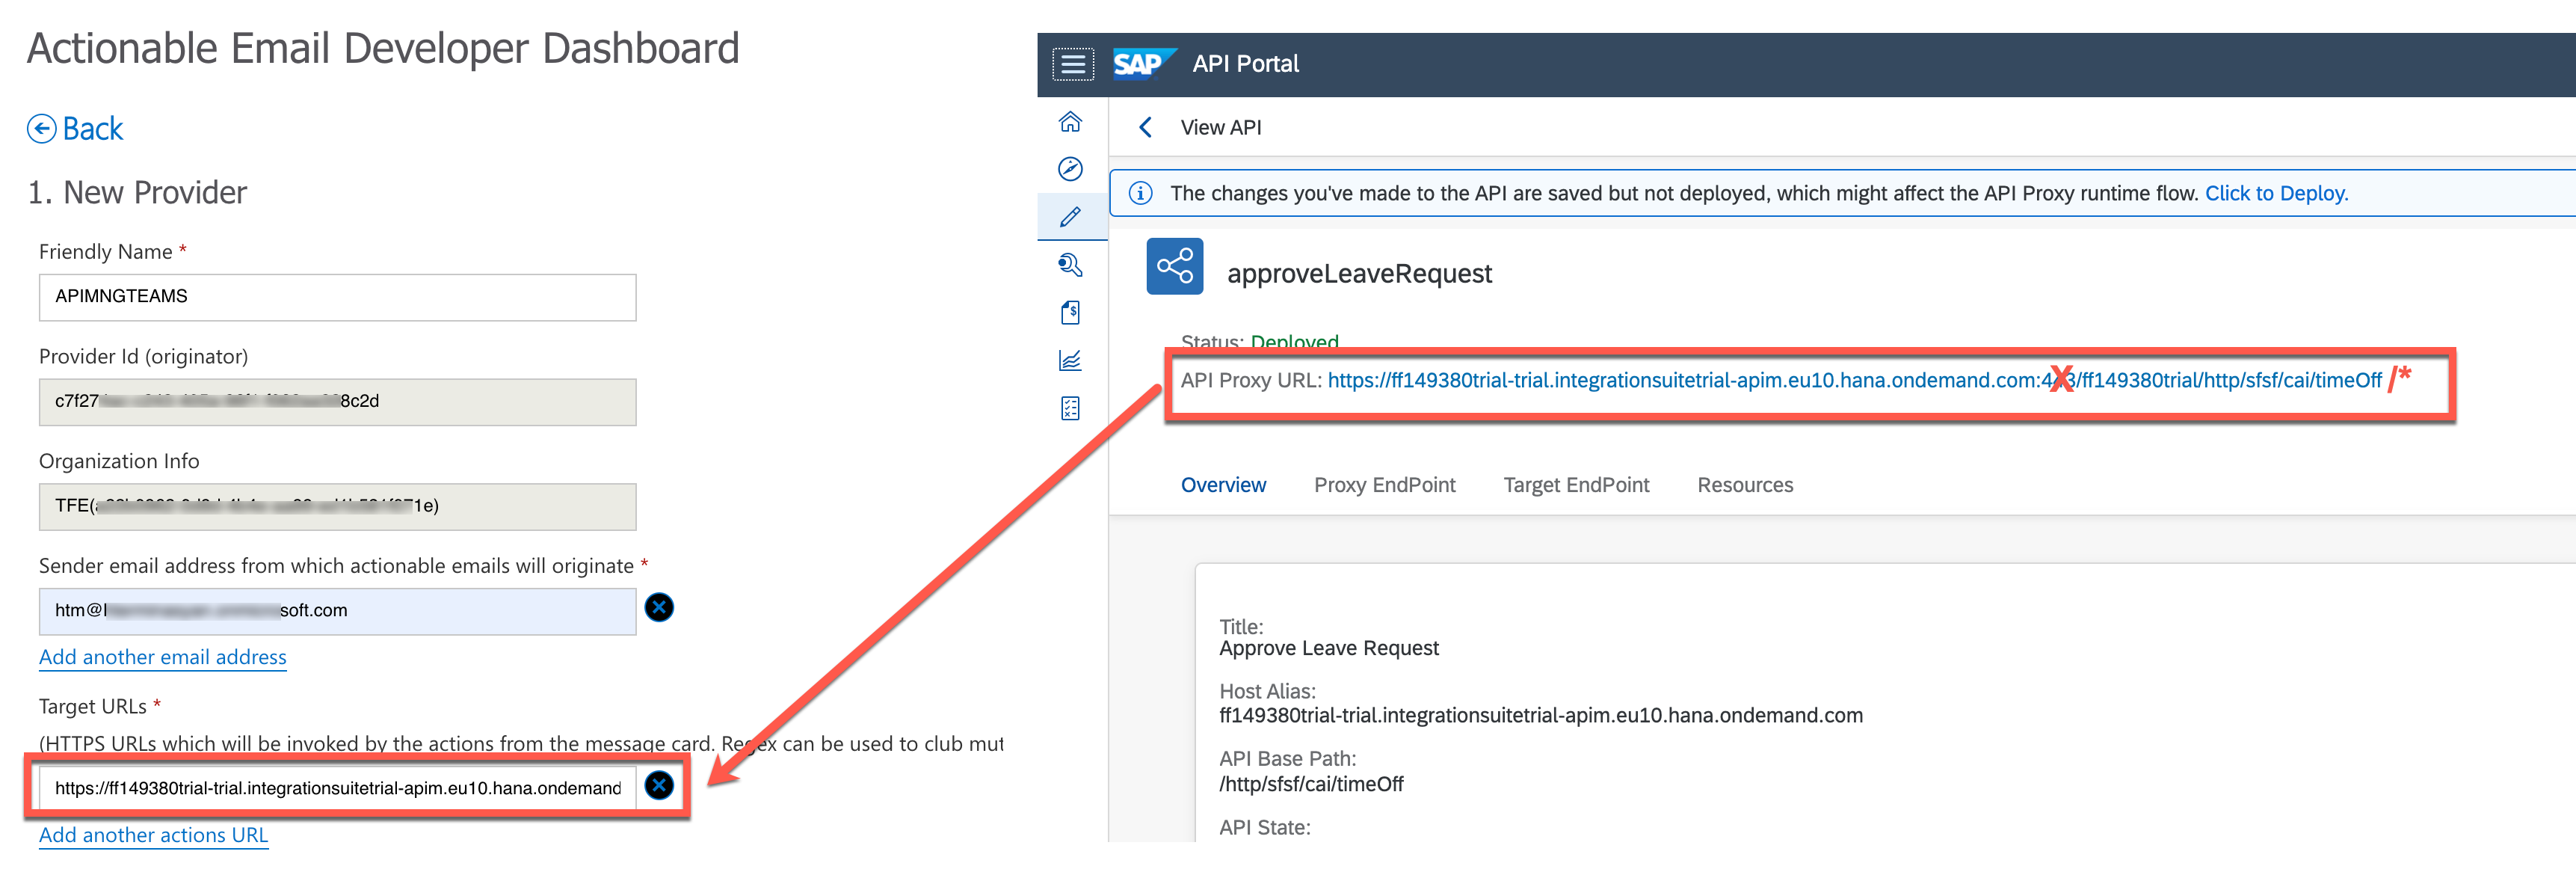 Actionable Email Developer Dashboard
Back
1. New Provider
Friendly Name *
APIMNGTEAMS
Provider Id (originator)
c7f27 8c2d
Organization Info
TFE( 1e)
Sender email address from which actionable emails will originate *
htm@ soft.com
Add another email address
Target URLs *
(HTTPS URLs which will be invoked by the actions from the message card. Regex can be used to club mut
https://ff149380trial-trial.integrationsuitetrial-apim.eu10.hana.ondemand
Add another actions URL
SAP API Portal
View API
The changes you've made to the API are saved but not deployed, which might affect the API Proxy runtime flow. Click to Deploy.
approveLeaveRequest
Status: Deployed
API Proxy URL: https://ff149380trial-trial.integrationsuitetrial-apim.eu10.hana.ondemand.com:443/ff149380trial/http/sfsf/cai/timeOff /*
X
Overview Proxy EndPoint Target EndPoint Resources
Title:
Approve Leave Request
Host Alias:
ff149380trial-trial.integrationsuitetrial-apim.eu10.hana.ondemand.com
API Base Path:
/http/sfsf/cai/timeOff
API State: